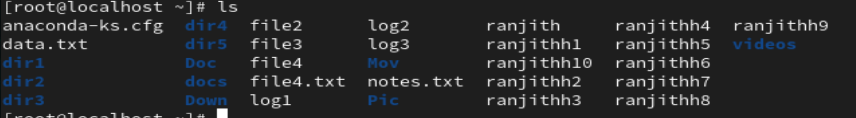 [root@localhost ~]# ls
anaconda-ks.cfg dir4 file2 log2 ranjith ranjithh4 ranjithh9
data.txt dir5 file3 log3 ranjithh1 ranjithh5 videos
dir1 Doc file4 Mov ranjithh10 ranjithh6
dir2 docs file4.txt notes.txt ranjithh2 ranjithh7
dir3 Down log1 Pic ranjithh3 ranjithh8
[root@localhost ~]#